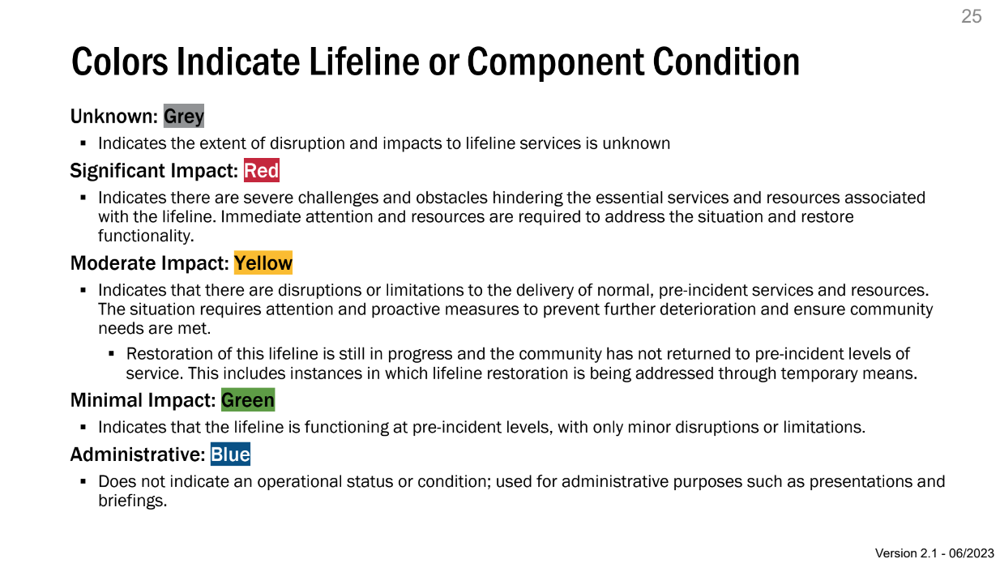 25
Colors Indicate Lifeline or Component Condition
Unknown: Grey
▪ Indicates the extent of disruption and impacts to lifeline services is unknown
Significant Impact: Red
▪ Indicates there are severe challenges and obstacles hindering the essential services and resources associated
with the lifeline. Immediate attention and resources are required to address the situation and restore
functionality.
Moderate Impact: Yellow
▪ Indicates that there are disruptions or limitations to the delivery of normal, pre-incident services and resources.
The situation requires attention and proactive measures to prevent further deterioration and ensure community
needs are met.
▪ Restoration of this lifeline is still in progress and the community has not returned to pre-incident levels of
service. This includes instances in which lifeline restoration is being addressed through temporary means.
Minimal Impact: Green
▪ Indicates that the lifeline is functioning at pre-incident levels, with only minor disruptions or limitations.
Administrative: Blue
▪ Does not indicate an operational status or condition; used for administrative purposes such as presentations and
briefings.
Version 2.1 - 06/2023